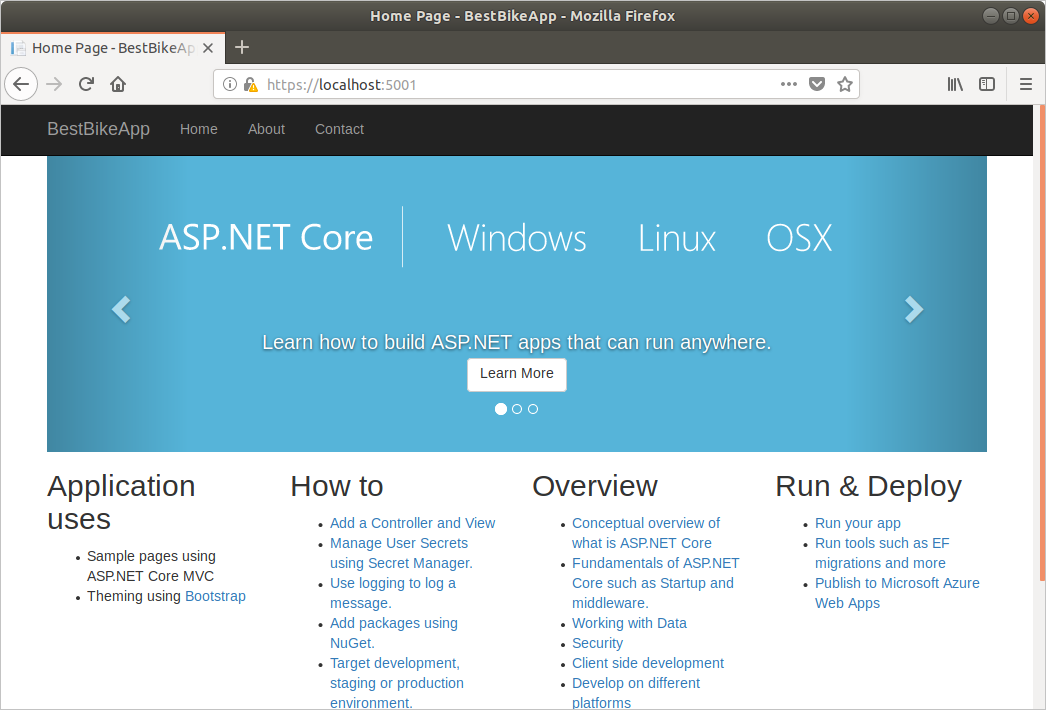 Home Page - BestBikeApp - Mozilla Firefox
Home Page - BestBikeAp
https://localhost:5001
BestBikeApp Home About Contact
ASP.NET Core Windows Linux OSX
Learn how to build ASP.NET apps that can run anywhere.
Learn More
Application
uses
Sample pages using
ASP.NET Core MVC
Theming using Bootstrap
How to
Add a Controller and View
Manage User Secrets
using Secret Manager.
Use logging to log a
message.
Add packages using
NuGet.
Target development,
staging or production
environment.
Overview
Conceptual overview of
what is ASP.NET Core
Fundamentals of ASP.NET
Core such as Startup and
middleware.
Working with Data
Security
Client side development
Develop on different
platforms
Run & Deploy
Run your app
Run tools such as EF
migrations and more
Publish to Microsoft Azure
Web Apps